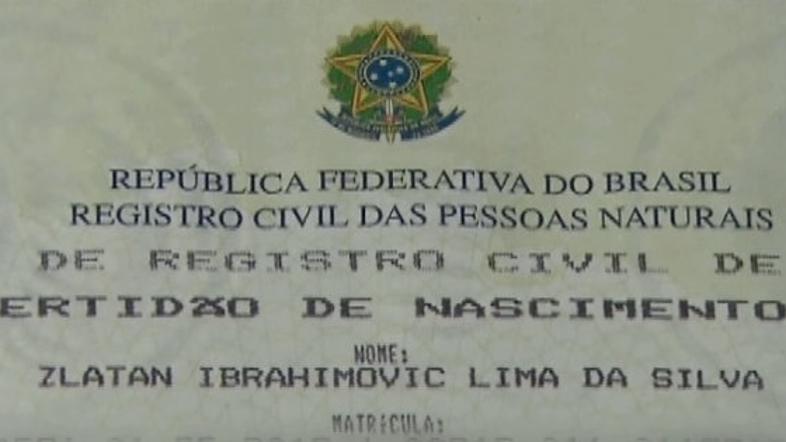 REPÚBLICA FEDERATIVA DO BRASIL
REGISTRO CIVIL DAS PESSOAS NATURAIS
DE REGISTRO CIVIL DE
ERTIDÃO DE NASCIMENTO
NOME:
ZLATAN IBRAHIMOVIC LIMA DA SILVA
MATRÍCULA: